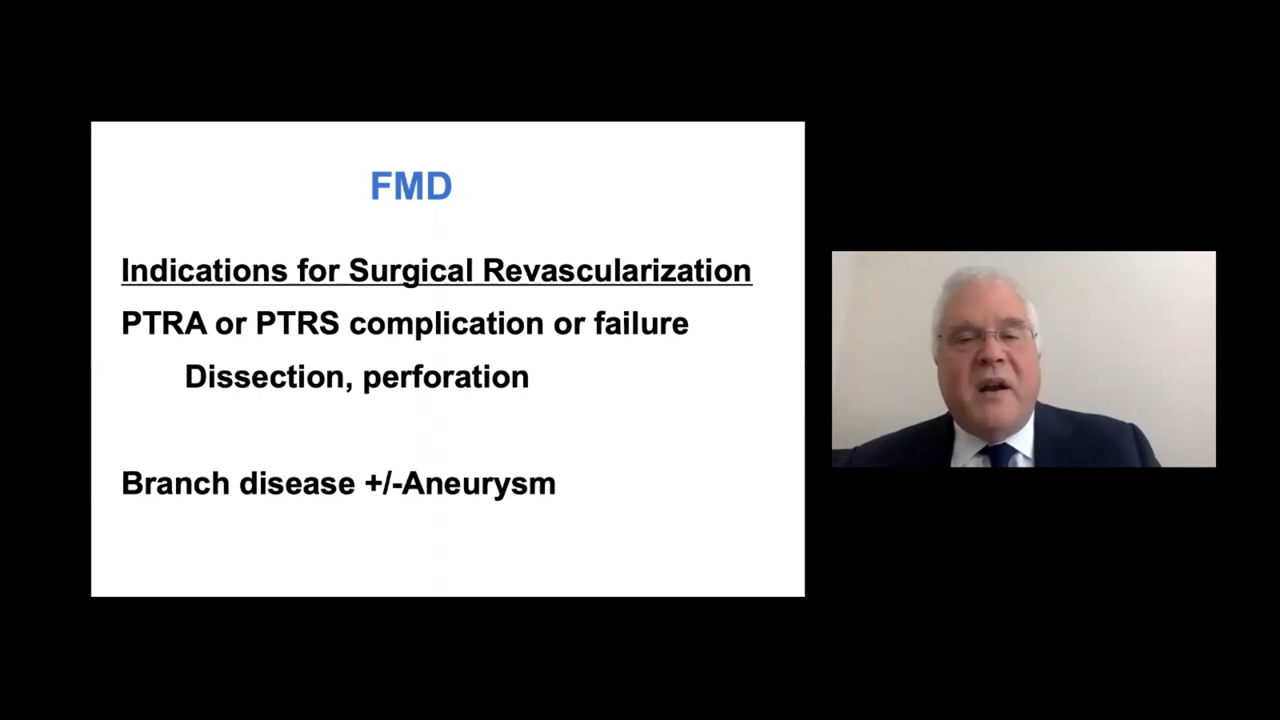 FMD
Indications for Surgical Revascularization
PTRA or PTRS complication or failure
Dissection, perforation
Branch disease +/-Aneurysm